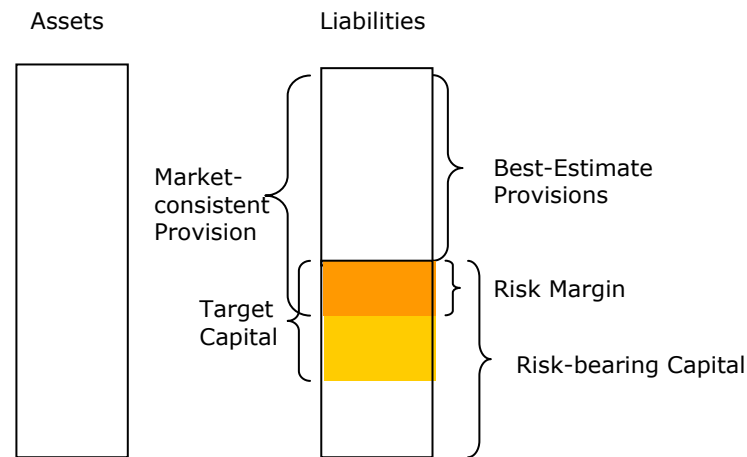 Assets
Liabilities
Market-
consistent
Provision
Best-Estimate
Provisions
Target
Capital
Risk Margin
Risk-bearing Capital